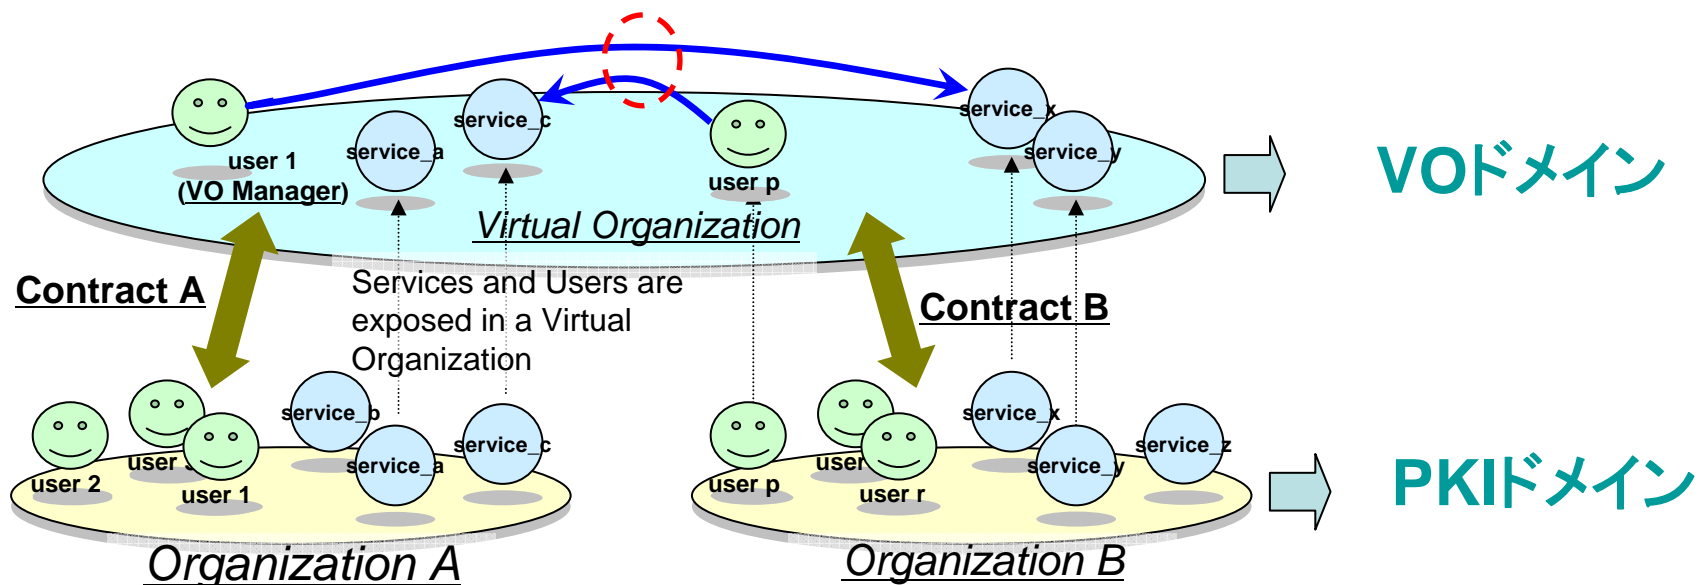 service_x
service_c
service_a
service_y
user 1
(VO Manager)
user p
Virtual Organization
VOドメイン
Contract A
Services and Users are
exposed in a Virtual
Organization
Contract B
service_b
service_a
service_c
user 2
user
user 1
service_x
service_y
service_z
user p
user
user r
PKIドメイン
Organization A
Organization B